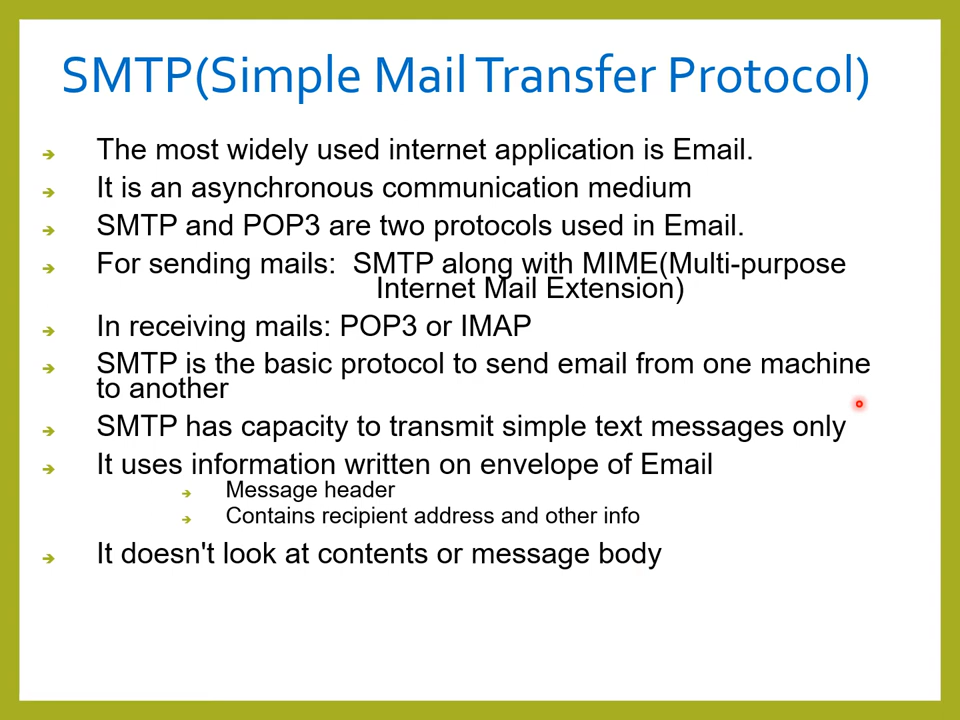 SMTP(Simple Mail Transfer Protocol)
The most widely used internet application is Email.
It is an asynchronous communication medium
SMTP and POP3 are two protocols used in Email.
For sending mails: SMTP along with MIME(Multi-purpose
Internet Mail Extension)
In receiving mails: POP3 or IMAP
SMTP is the basic protocol to send email from one machine
to another
SMTP has capacity to transmit simple text messages only
It uses information written on envelope of Email
Message header
Contains recipient address and other info
It doesn't look at contents or message body